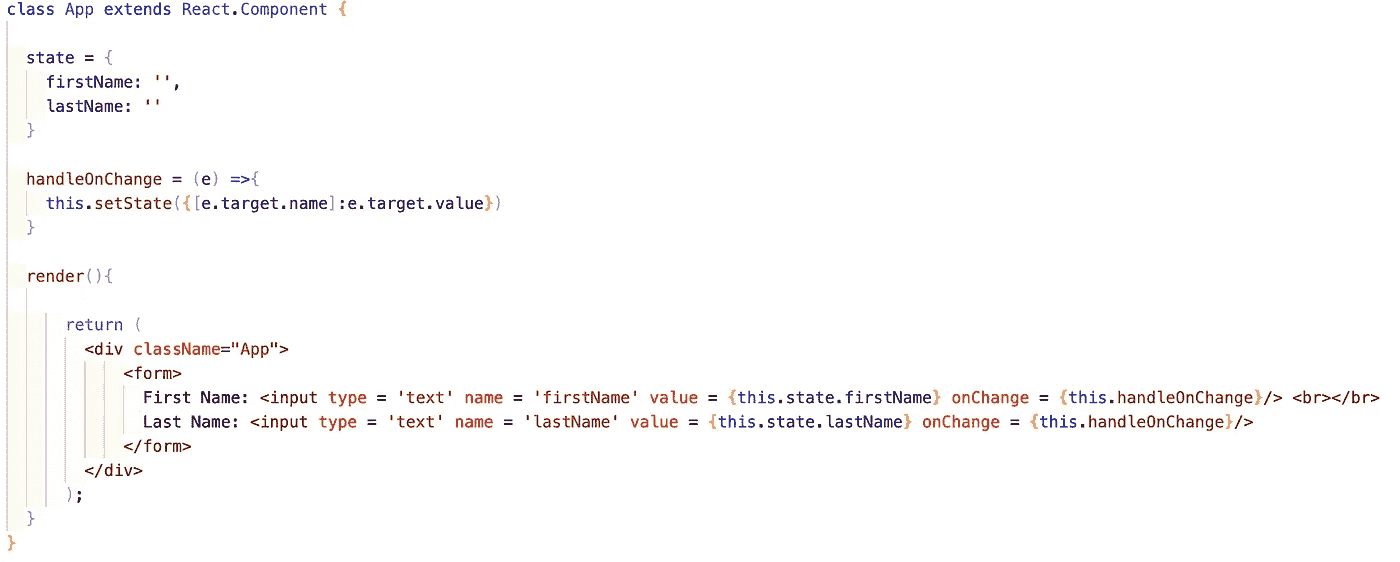 class App extends React.Component {
state = {
firstName: '',
lastName: ''
}
handleOnChange = (e) =>{
this.setState({[e.target.name]:e.target.value})
}
render(){
return (
<div className="App">
<form>
First Name: <input type = 'text' name = 'firstName' value = {this.state.firstName} onChange = {this.handleOnChange}/> <br></br>
Last Name: <input type = 'text' name = 'lastName' value = {this.state.lastName} onChange = {this.handleOnChange}/>
</form>
</div>
);
}
}